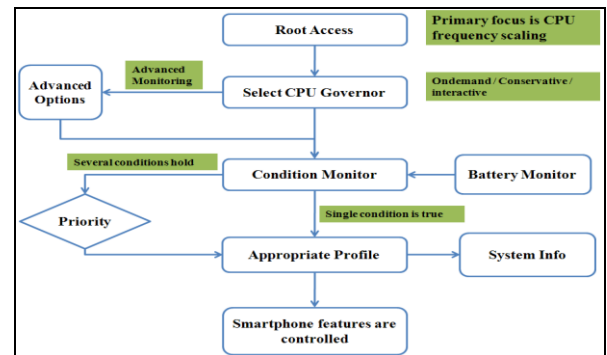 Root Access
Primary focus is CPU
frequency scaling
Advanced
Monitoring
Advanced
Options
Select CPU Governor
Ondemand / Conservative /
interactive
Several conditions hold
Condition Monitor
Battery Monitor
Priority
Single condition is true
Appropriate Profile
System Info
Smartphone features are
controlled